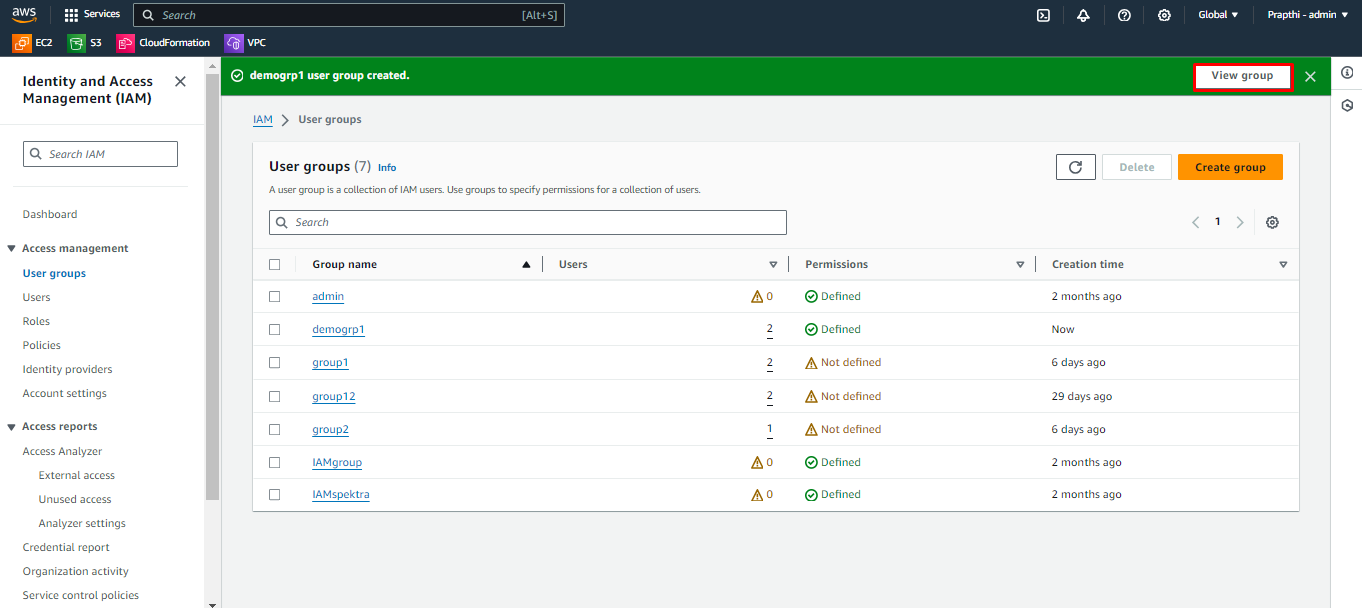 aws Services Search [Alt+S] Global Prapthi - admin
EC2 S3 CloudFormation VPC
Identity and Access
Management (IAM)
Search IAM
Dashboard
Access management
User groups
Users
Roles
Policies
Identity providers
Account settings
Access reports
Access Analyzer
External access
Unused access
Analyzer settings
Credential report
Organization activity
Service control policies
demogrp1 user group created. View group
IAM User groups
User groups (7) Info Delete Create group
A user group is a collection of IAM users. Use groups to specify permissions for a collection of users.
Search 1
Group name Users Permissions Creation time
admin 0 Defined 2 months ago
demogrp1 2 Defined Now
group1 2 Not defined 6 days ago
group12 2 Not defined 29 days ago
group2 1 Not defined 6 days ago
IAMgroup 0 Defined 2 months ago
IAMspektra 0 Defined 2 months ago